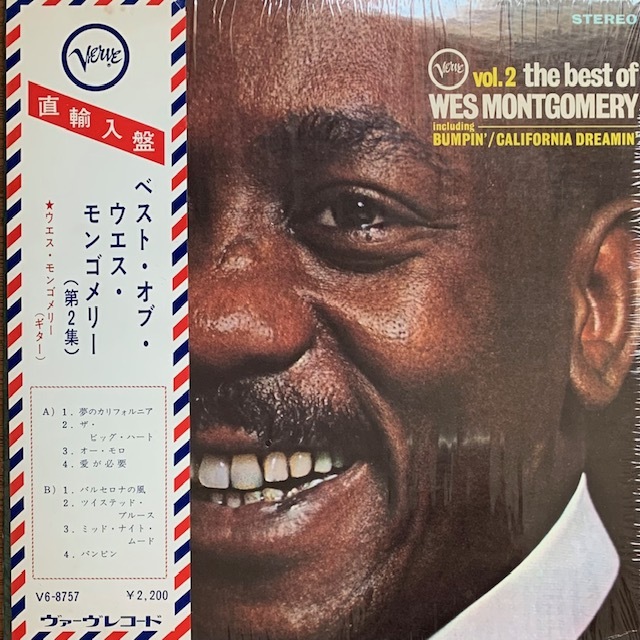 Verve
直輸入盤
ベスト・オブ・
ウエス・
モンゴメリー
(第2集)
★ウエス・モンゴメリー
(ギター)
A) 1. 夢のカリフォルニア
2. ザ・
ビッグ・ハート
3. オー・モロ
4. 愛が必要
B) 1. バルセロナの風
2. ツイステッド・
ブルース
3. ミッド・ナイト・
ムード
4. バンピン
V6-8757 ¥2,200
ヴァーヴレコード
STEREO
Verve
vol.2 the best of
WES MONTGOMERY
including
BUMPIN'/CALIFORNIA DREAMIN'